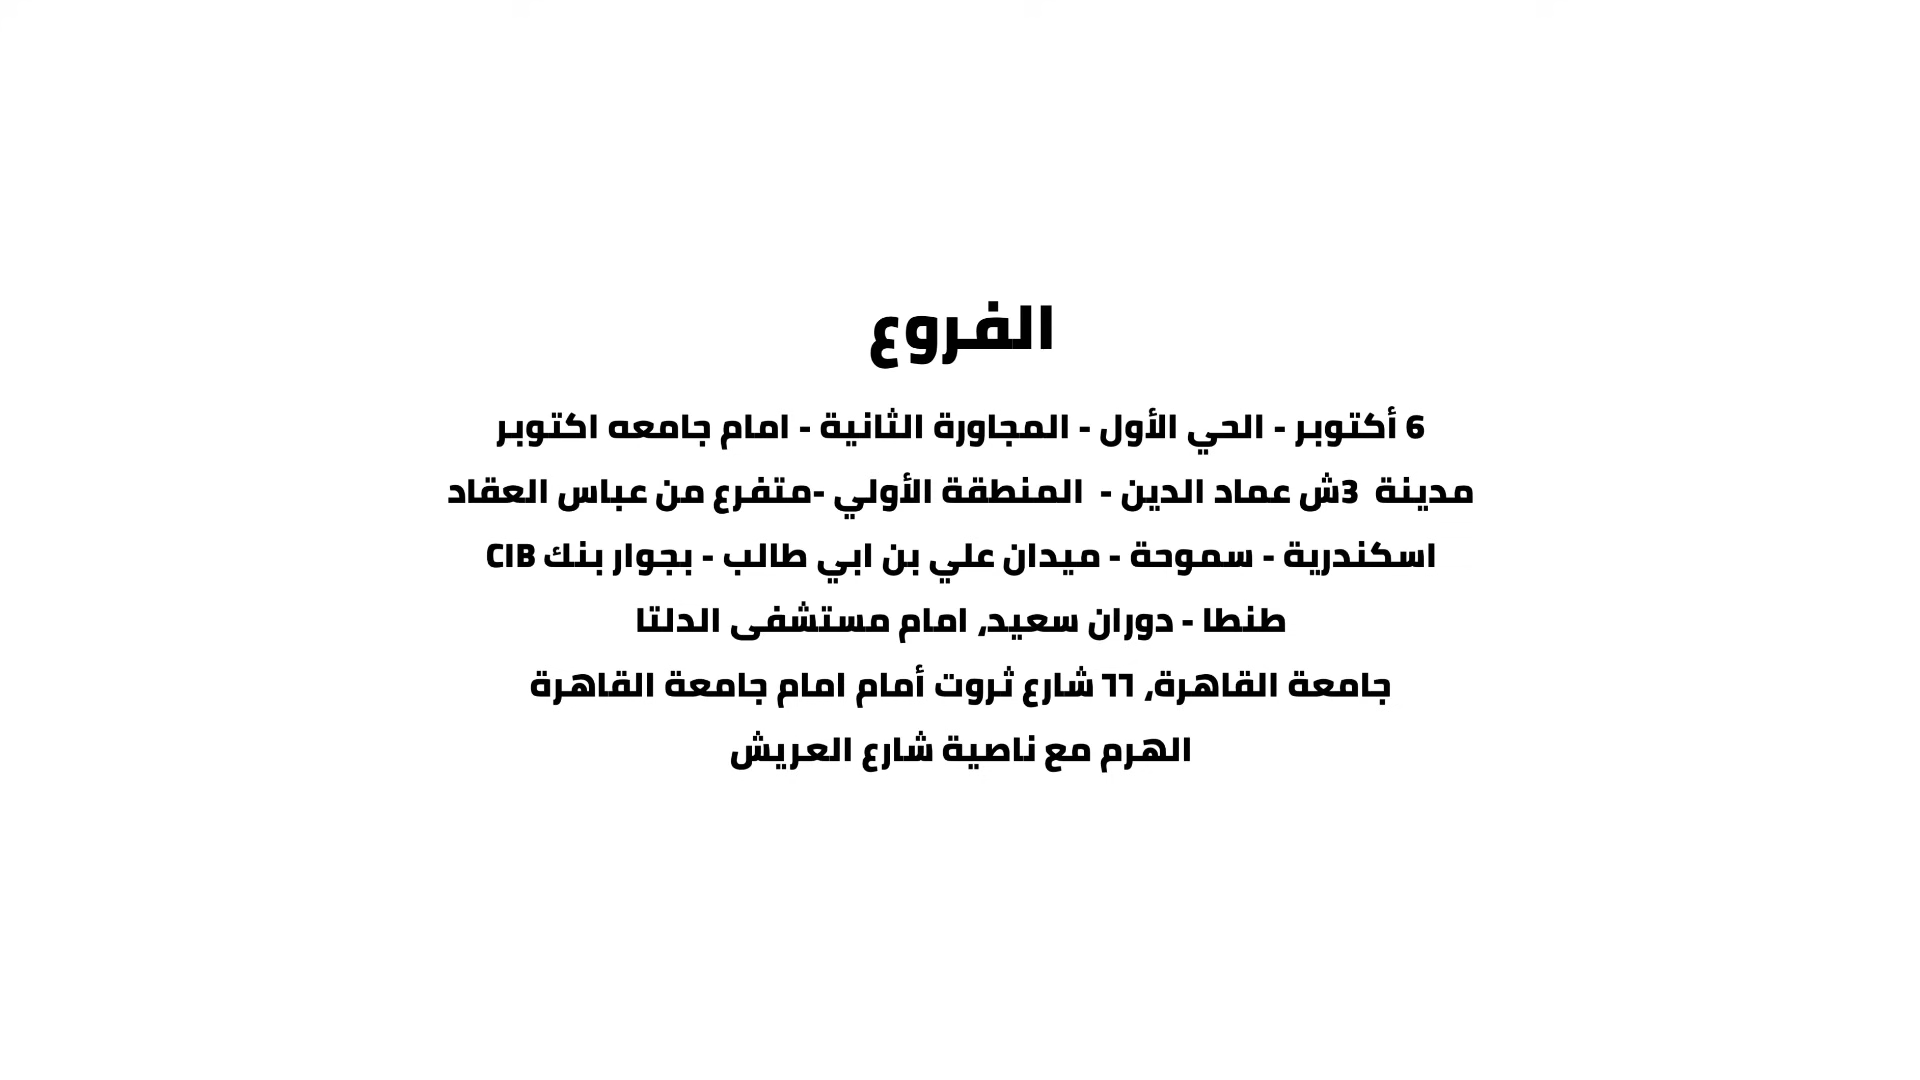 الفروع
6 أكتوبر - الحي الأول - المجاورة الثانية - امام جامعه اكتوبر
مدينة 3ش عماد الدين - المنطقة الأولي -متفرع من عباس العقاد
اسكندرية - سموحة - ميدان علي بن ابي طالب - بجوار بنك CIB
طنطا - دوران سعيد, امام مستشفى الدلتا
جامعة القاهرة, ٦٦ شارع ثروت أمام امام جامعة القاهرة
الهرم مع ناصية شارع العريش